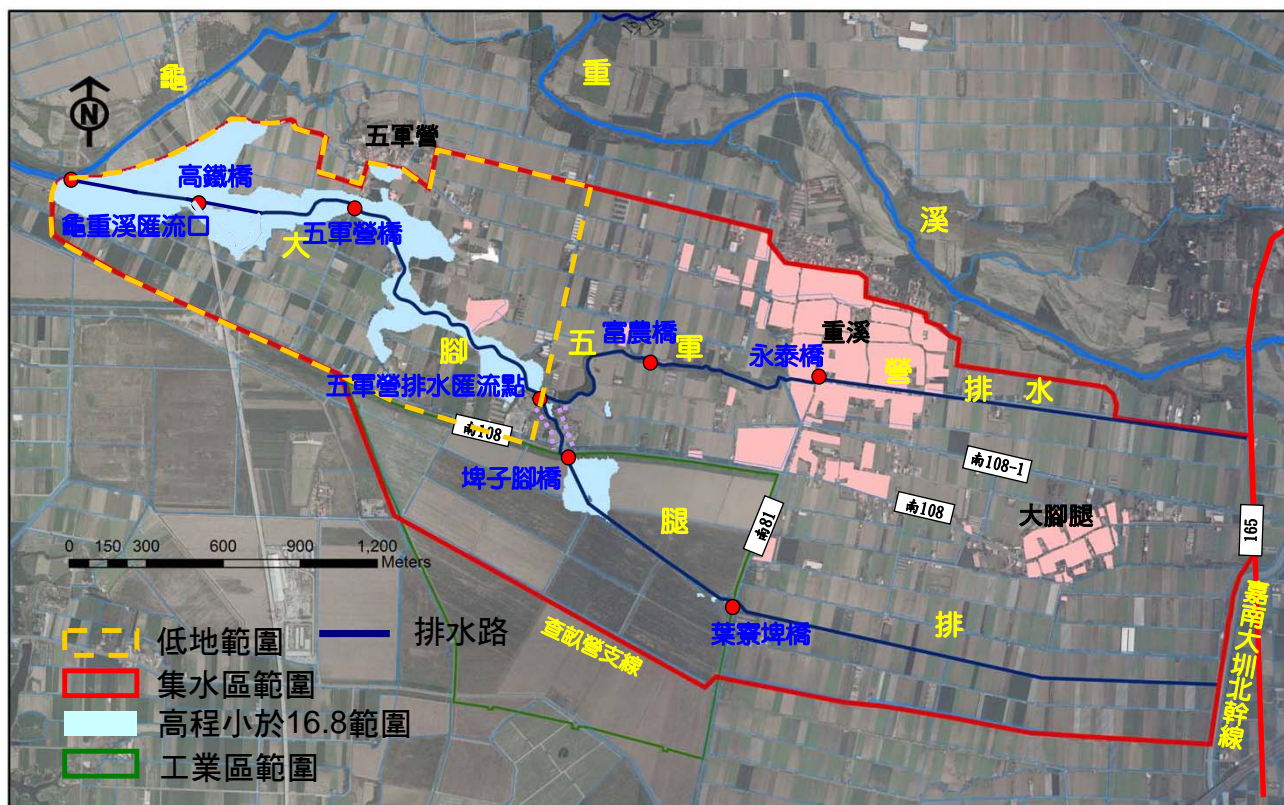 龜
重
溪
N
五軍營
高鐵橋
龜重溪匯流口
五軍營橋
大
腳
腿
排
五
軍
營
排
水
富農橋
永泰橋
重溪
五軍營排水匯流點
南108
埤子腳橋
南81
南108-1
南108
大腳腿
165
葉寮埤橋
查畝營支線
嘉南大圳北幹線
0 150 300 600 900 1,200
Meters
低地範圍
排水路
集水區範圍
高程小於16.8範圍
工業區範圍